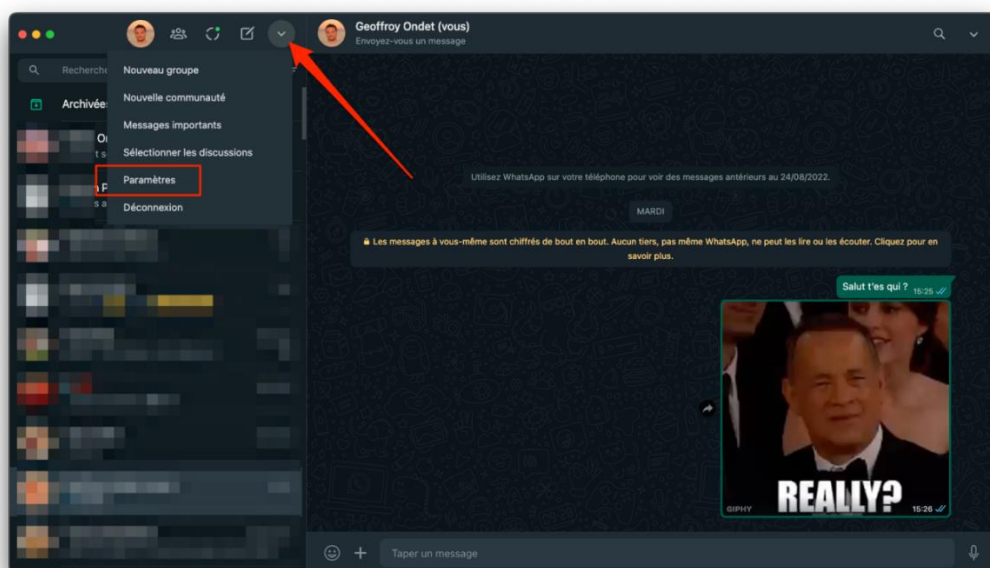 Geoffroy Ondet (vous)
Envoyez-vous un message
Recherche
Nouveau groupe
Archivées
Nouvelle communauté
Messages importants
Sélectionner les discussions
Paramètres
Déconnexion
Utilisez WhatsApp sur votre téléphone pour voir des messages antérieurs au 24/08/2022.
MARDI
Les messages à vous-même sont chiffrés de bout en bout. Aucun tiers, pas même WhatsApp, ne peut les lire ou les écouter. Cliquez pour en
savoir plus.
Salut t'es qui ? 15:25
REALLY?
GIPHY 15:26
Taper un message